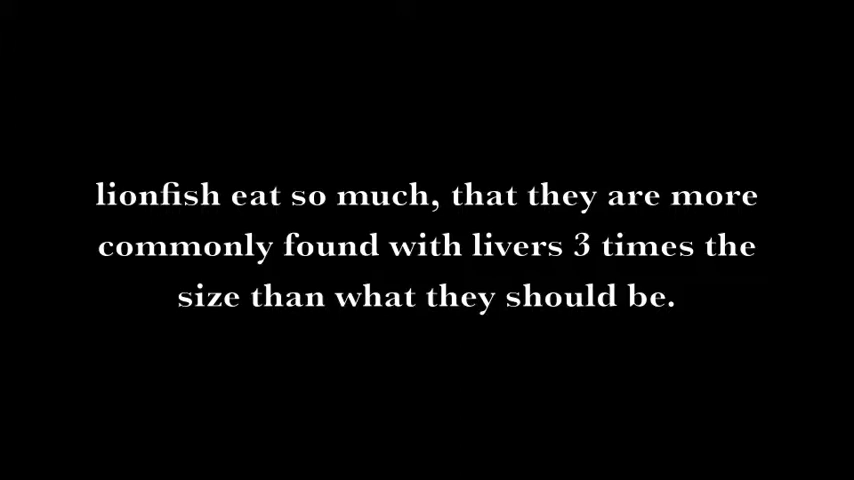 lionfish eat so much, that they are more
commonly found with livers 3 times the
size than what they should be.